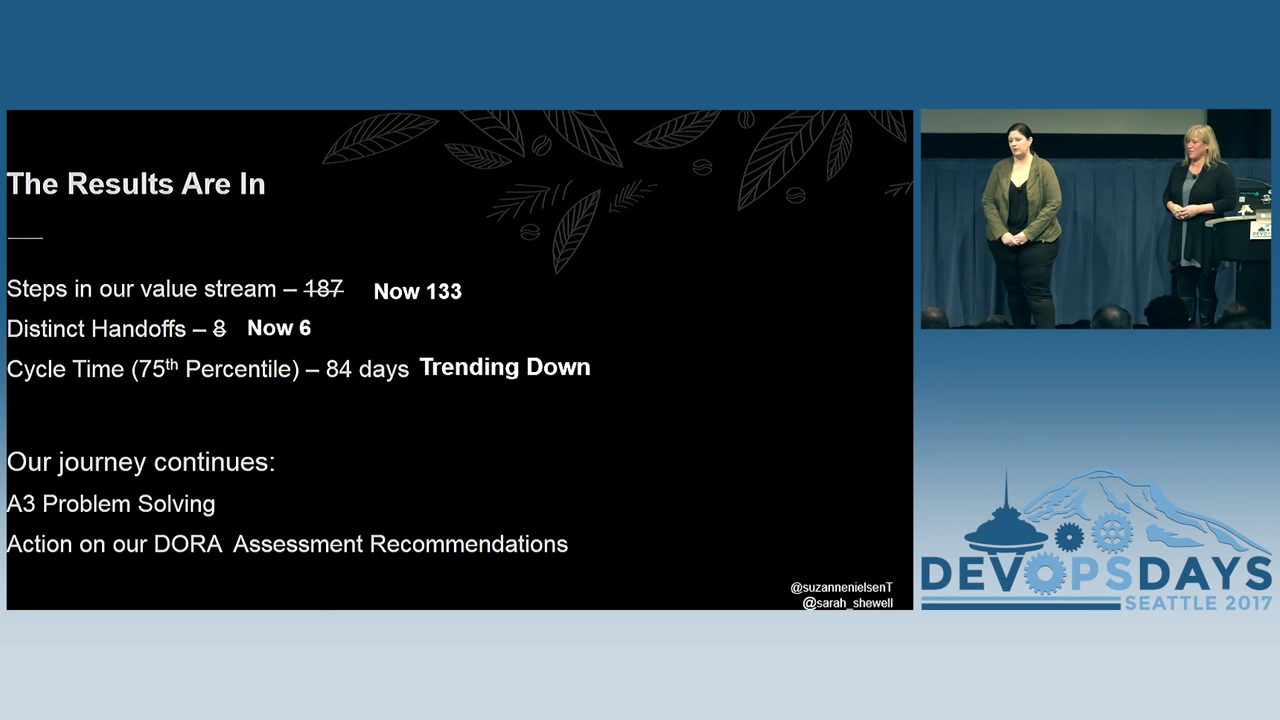 The Results Are In
Steps in our value stream – 187 Now 133
Distinct Handoffs – 8 Now 6
Cycle Time (75th Percentile) – 84 days Trending Down
Our journey continues:
A3 Problem Solving
Action on our DORA Assessment Recommendations
@suzannenielsenT
@sarah_shewell
DEVOPSDAYS
SEATTLE 2017